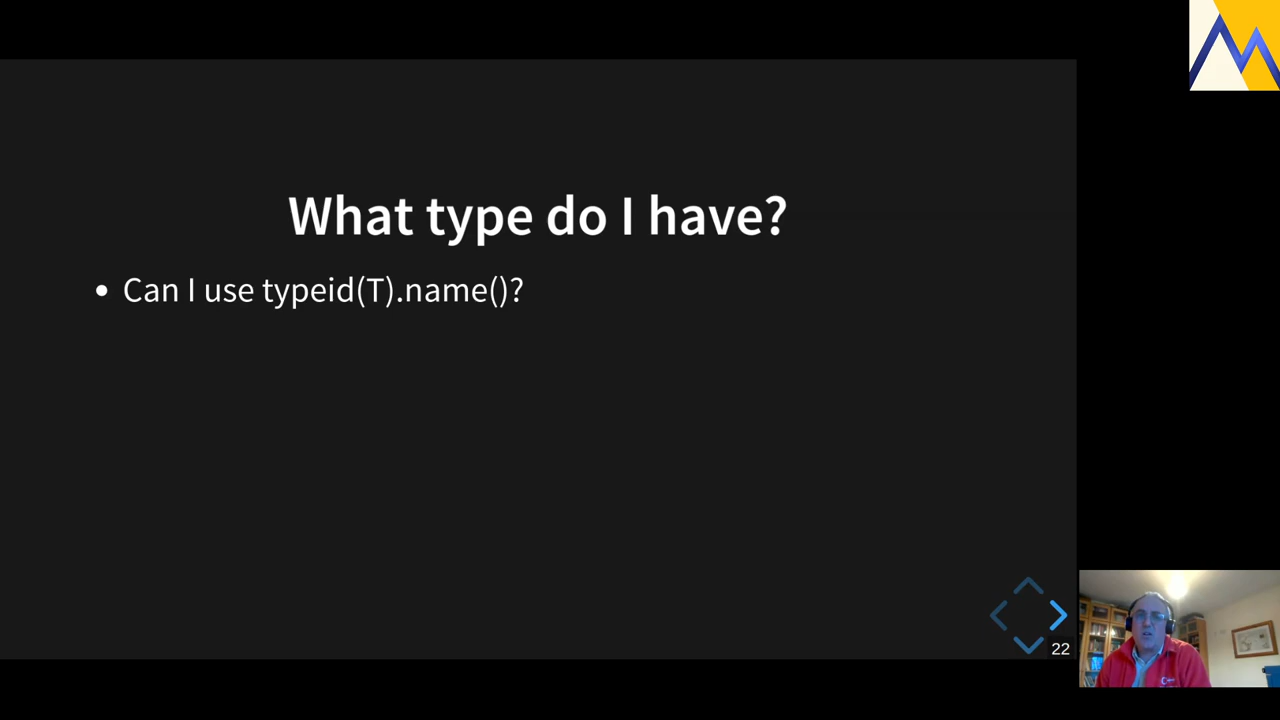 What type do I have?
• Can I use typeid(T).name()?
22